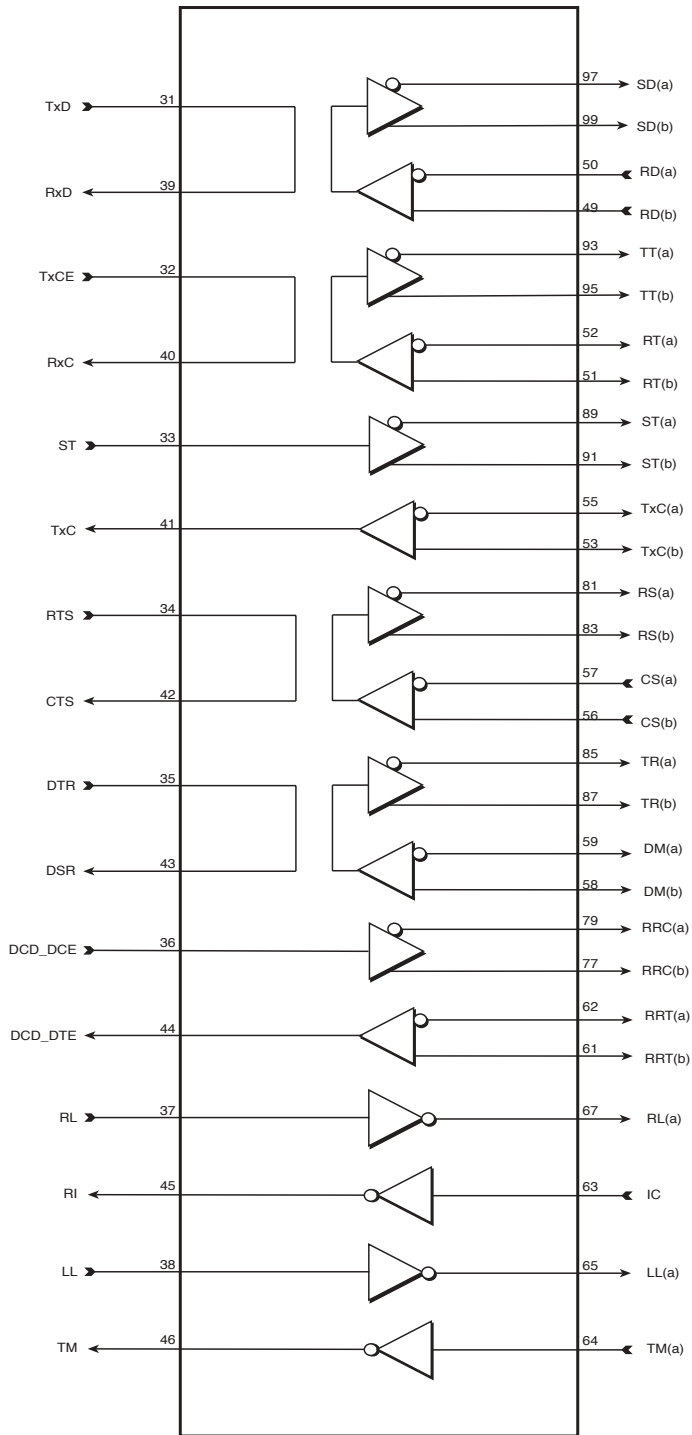 TxD 31 97 SD(a)
99 SD(b)
RxD 39 50 RD(a)
49 RD(b)
TxCE 32 93 TT(a)
95 TT(b)
RxC 40 52 RT(a)
51 RT(b)
ST 33 89 ST(a)
91 ST(b)
TxC 41 55 TxC(a)
53 TxC(b)
RTS 34 81 RS(a)
83 RS(b)
CTS 42 57 CS(a)
56 CS(b)
DTR 35 85 TR(a)
87 TR(b)
DSR 43 59 DM(a)
58 DM(b)
DCD_DCE 36 79 RRC(a)
77 RRC(b)
DCD_DTE 44 62 RRT(a)
61 RRT(b)
RL 37 67 RL(a)
RI 45 63 IC
LL 38 65 LL(a)
TM 46 64 TM(a)